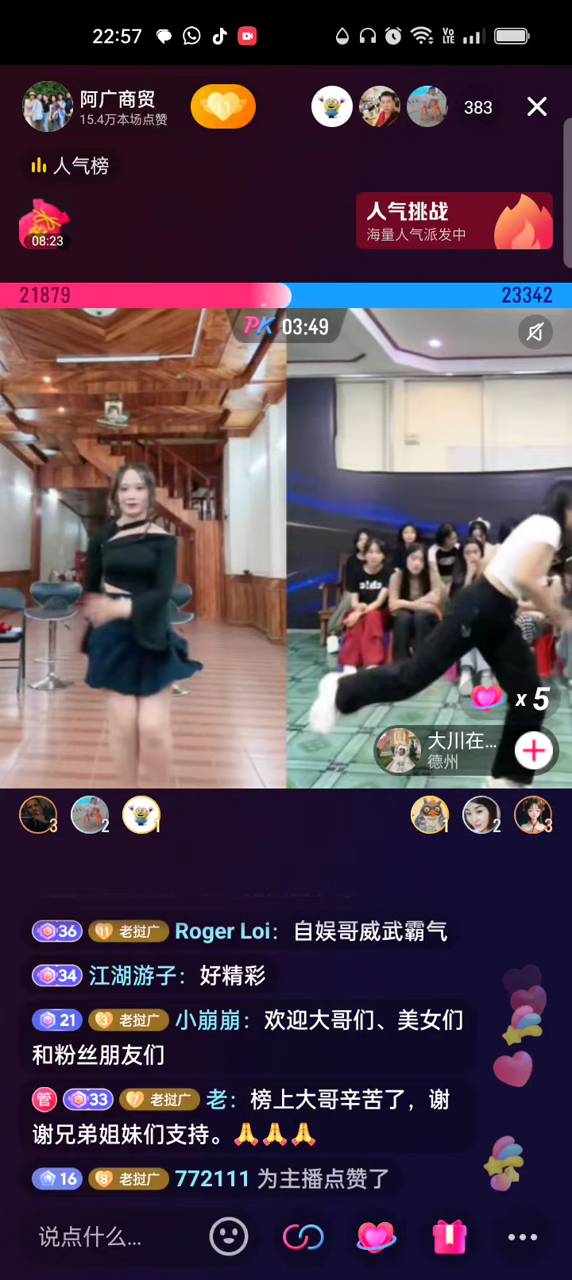 22:57
Vo
LTE
阿广商贸
15.4万本场点赞
11
383
人气榜
08:23
人气挑战
海量人气派发中
21879
23342
PK 03:49
x 5
大川在...
德州
3
2
1
1
2
3
36 11 老挝广 Roger Loi：自娱哥威武霸气
34 江湖游子：好精彩
21 3 老挝广 小崩崩：欢迎大哥们、美女们
和粉丝朋友们
管 33 7 老挝广 老：榜上大哥辛苦了，谢
谢兄弟姐妹们支持。🙏🙏🙏
16 8 老挝广 772111 为主播点赞了
说点什么...